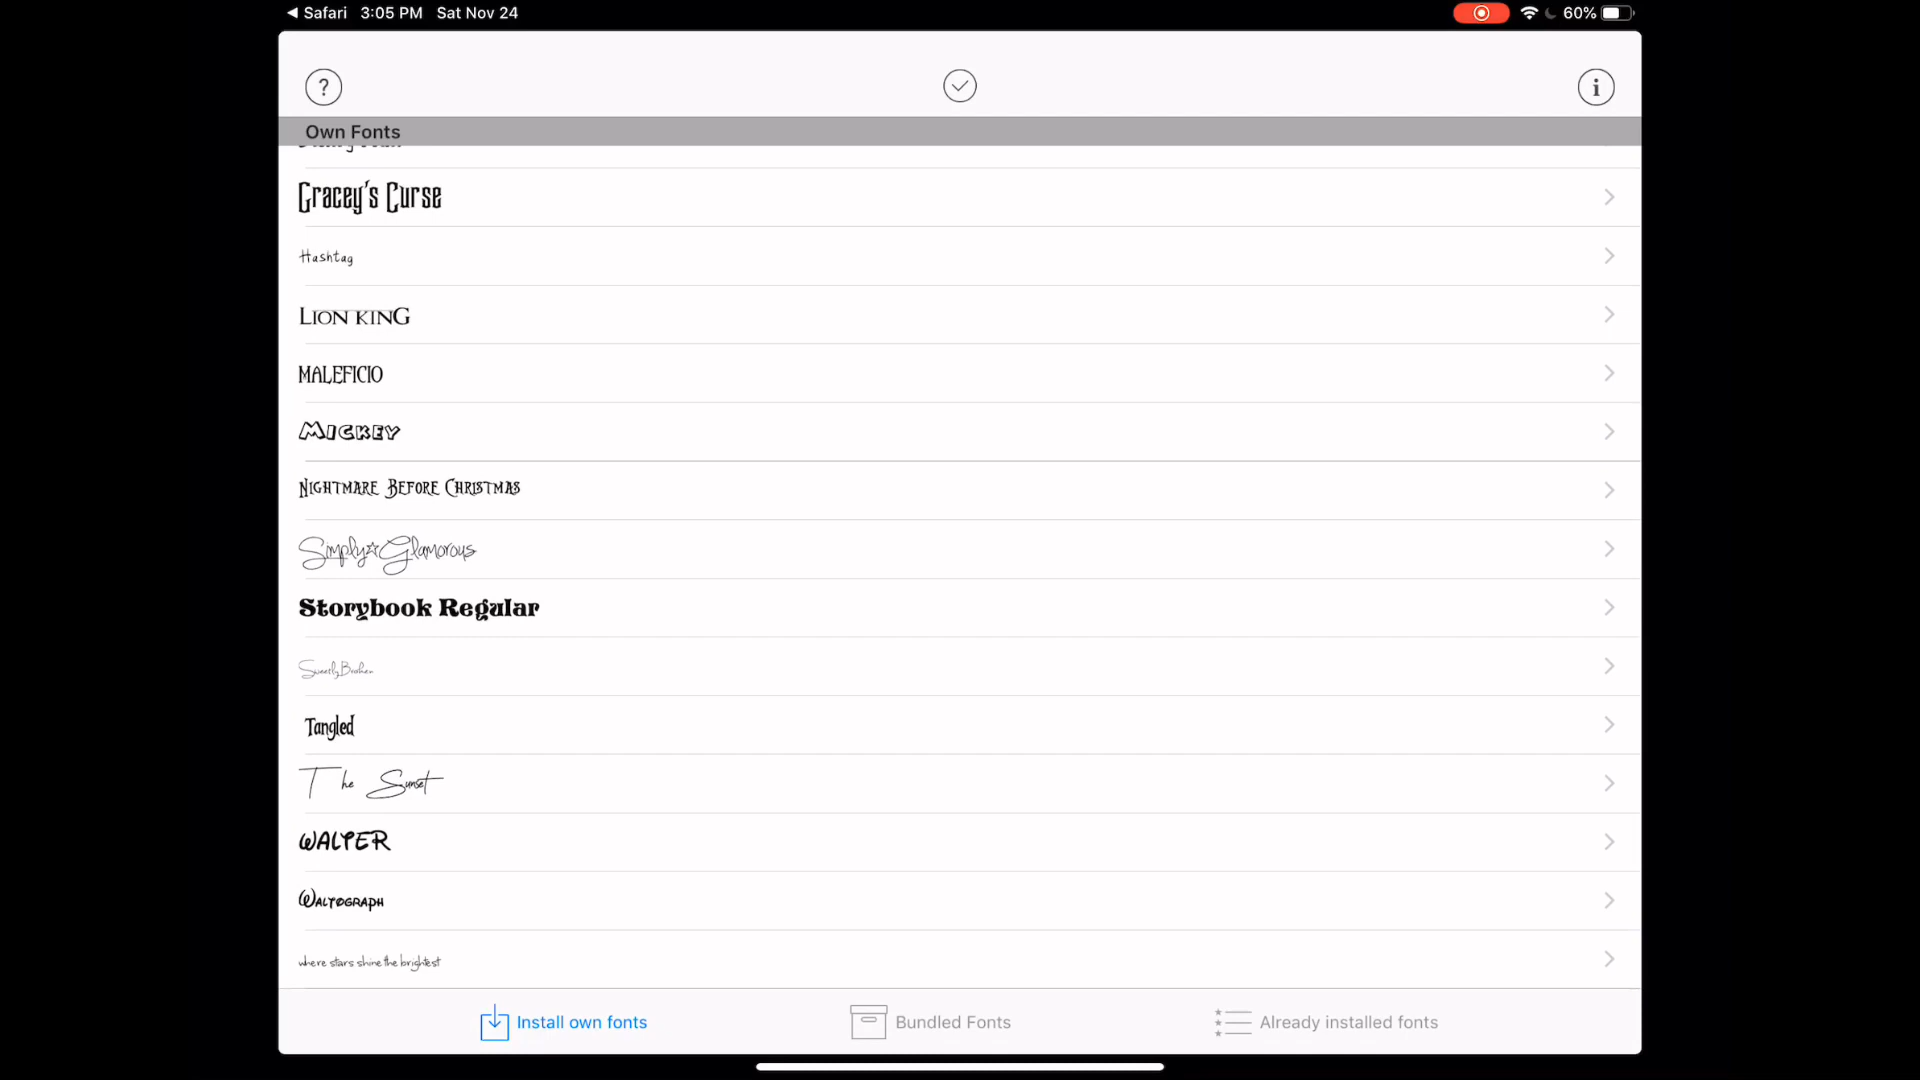 Safari 3:05 PM Sat Nov 24 60%
?
i
Own Fonts
Gracey's Curse
Hashtag
LION KING
MALEFICIO
MICKEY
NIGHTMARE BEFORE CHRISTMAS
Simply☆Glamorous
Storybook Regular
SweetlyBroken
Tangled
The Sunset
WALTER
WALTOGRAPH
where stars shine the brightest
Install own fonts
Bundled Fonts
Already installed fonts